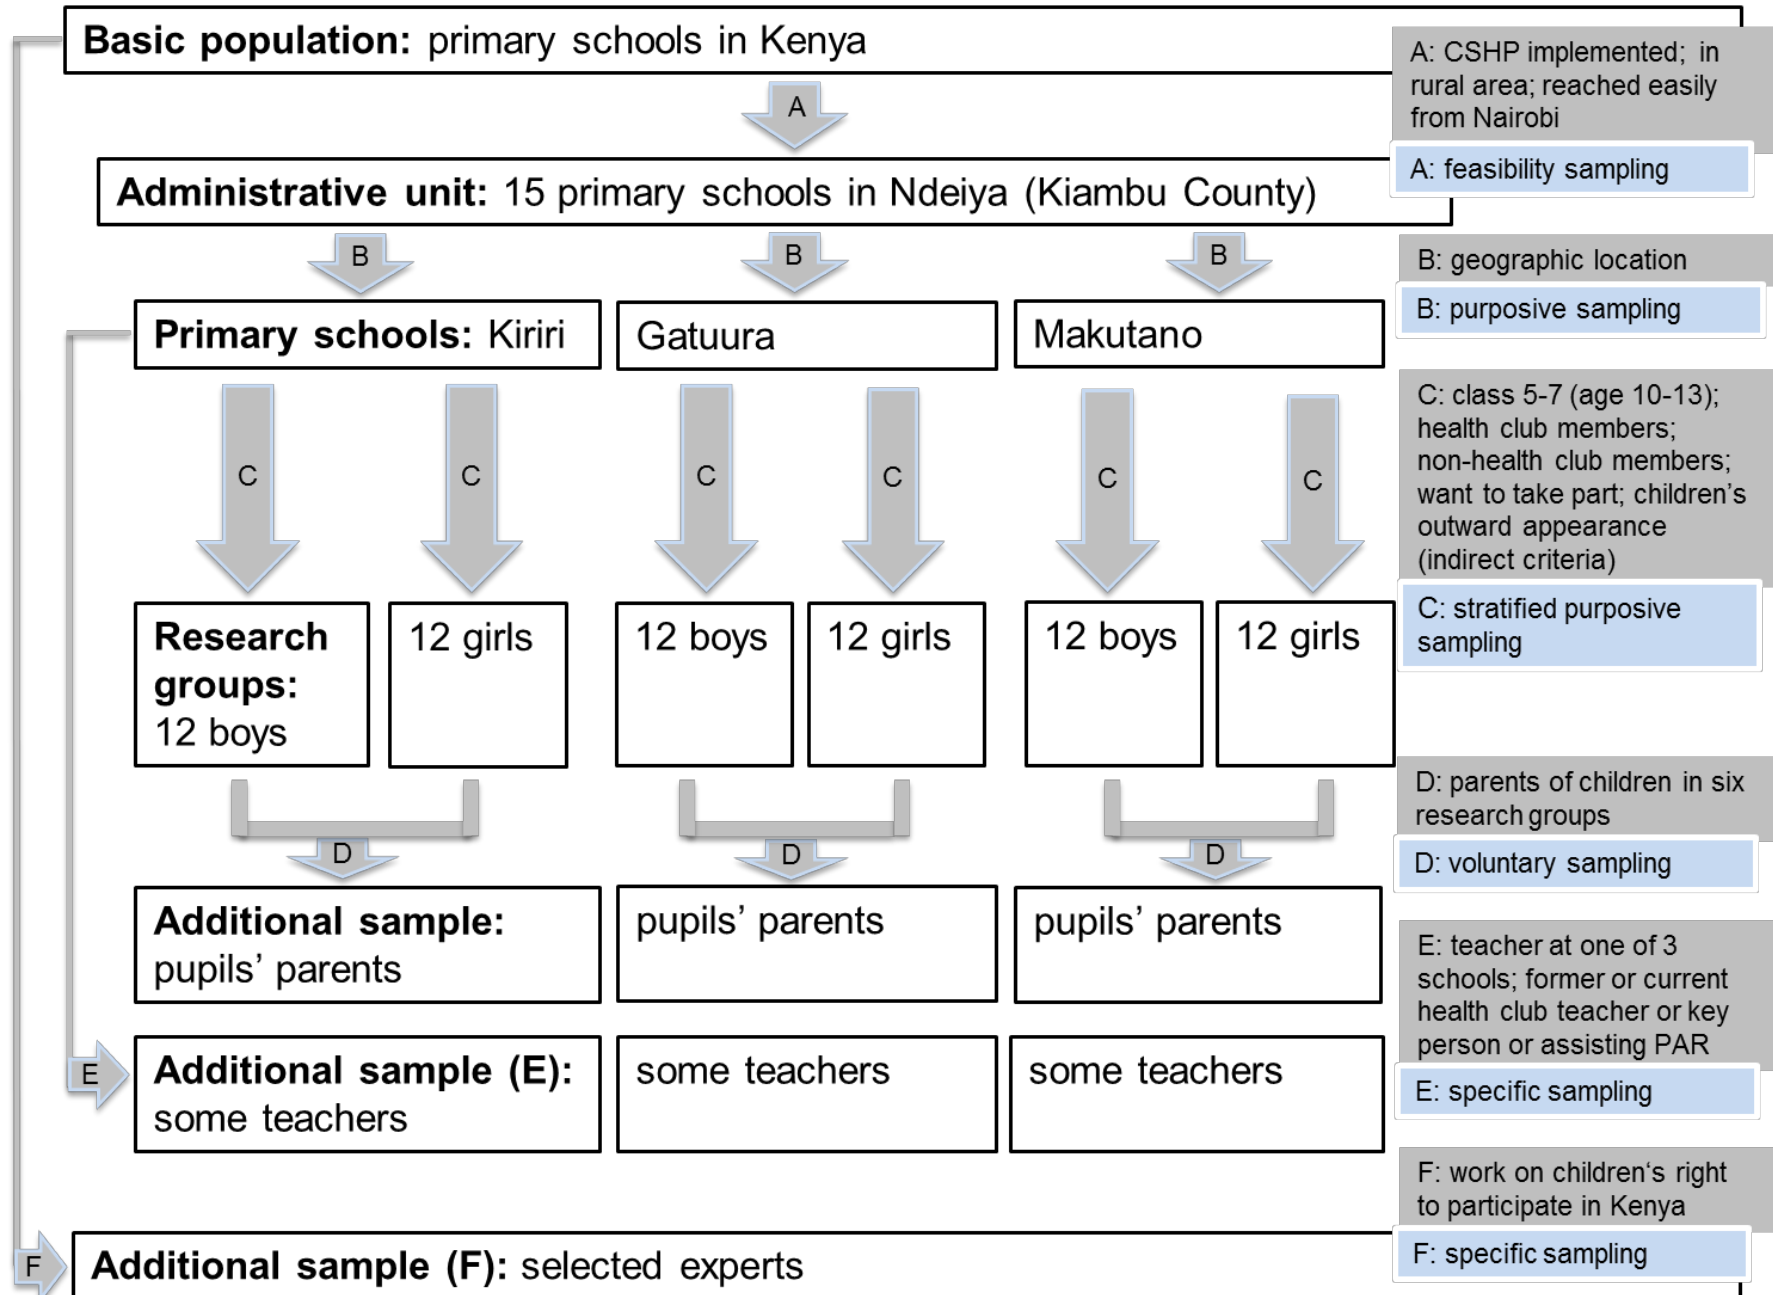 Basic population: primary schools in Kenya
A: CSHP implemented; in
rural area; reached easily
from Nairobi
A
A: feasibility sampling
Administrative unit: 15 primary schools in Ndeiya (Kiambu County)
B
B
B
B: geographic location
B: purposive sampling
Primary schools: Kiriri
Gatuura
Makutano
C
C
C
C
C
C
C: class 5-7 (age 10-13);
health club members;
non-health club members;
want to take part; children's
outward appearance
(indirect criteria)
C: stratified purposive
sampling
Research
groups:
12 boys
12 girls
12 boys
12 girls
12 boys
12 girls
D: parents of children in six
research groups
D: voluntary sampling
D
D
D
Additional sample:
pupils' parents
pupils' parents
pupils' parents
E: teacher at one of 3
schools; former or current
health club teacher or key
person or assisting PAR
E: specific sampling
E
Additional sample (E):
some teachers
some teachers
some teachers
F: work on children's right
to participate in Kenya
F: specific sampling
F
Additional sample (F): selected experts